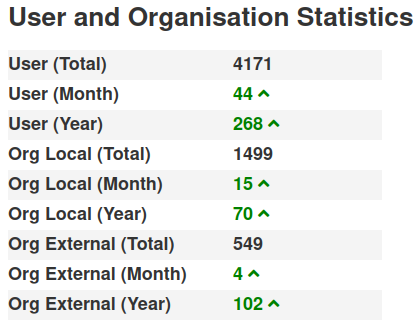 User and Organisation Statistics
User (Total) 4171
User (Month) 44
User (Year) 268
Org Local (Total) 1499
Org Local (Month) 15
Org Local (Year) 70
Org External (Total) 549
Org External (Month) 4
Org External (Year) 102